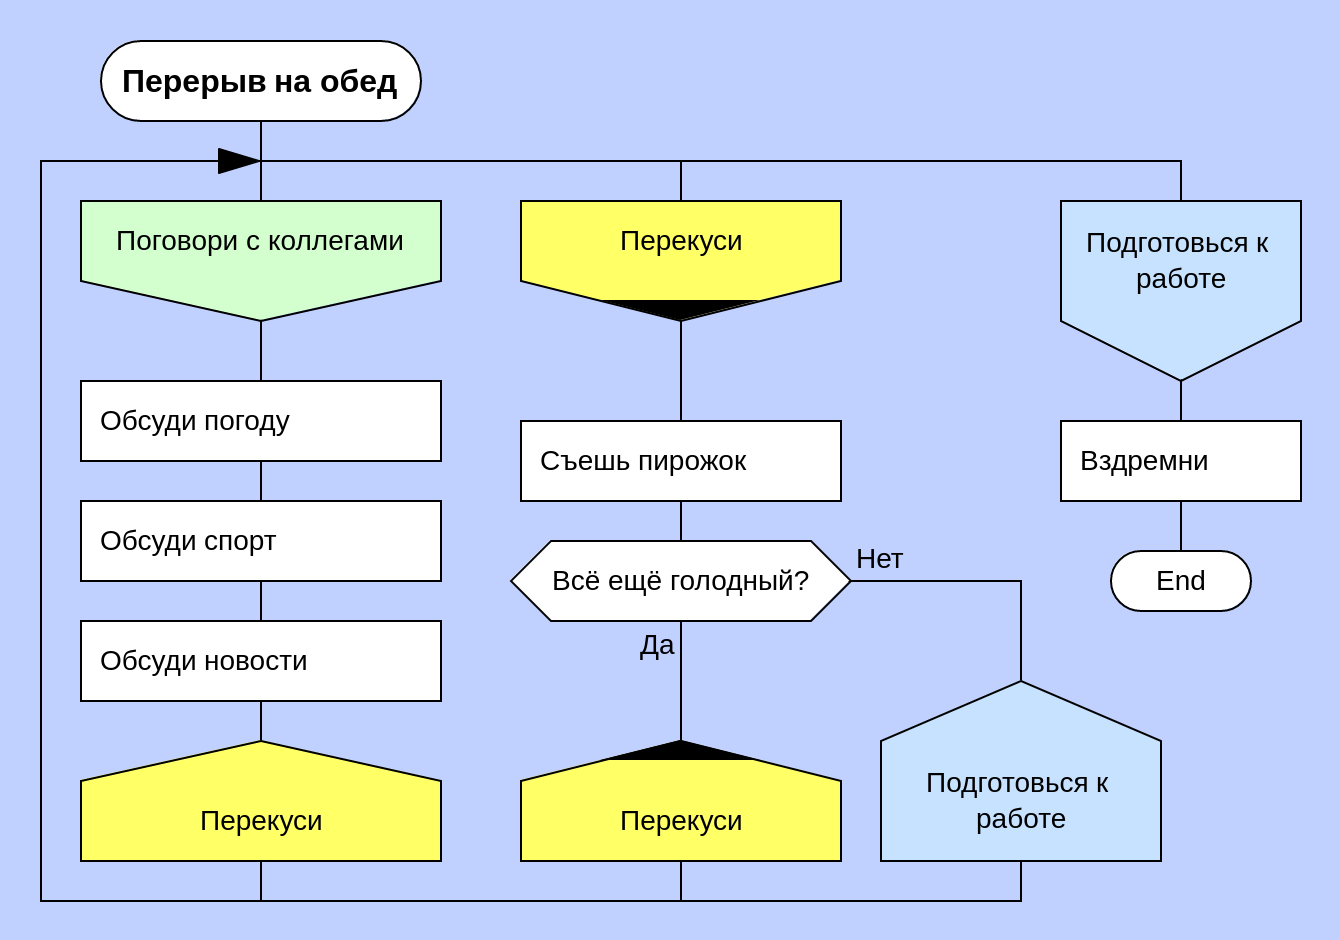 Перерыв на обед
Поговори с коллегами
Перекуси
Подготовься к
работе
Обсуди погоду
Съешь пирожок
Вздремни
Обсуди спорт
Всё ещё голодный?
Нет
End
Да
Обсуди новости
Перекуси
Перекуси
Подготовься к
работе